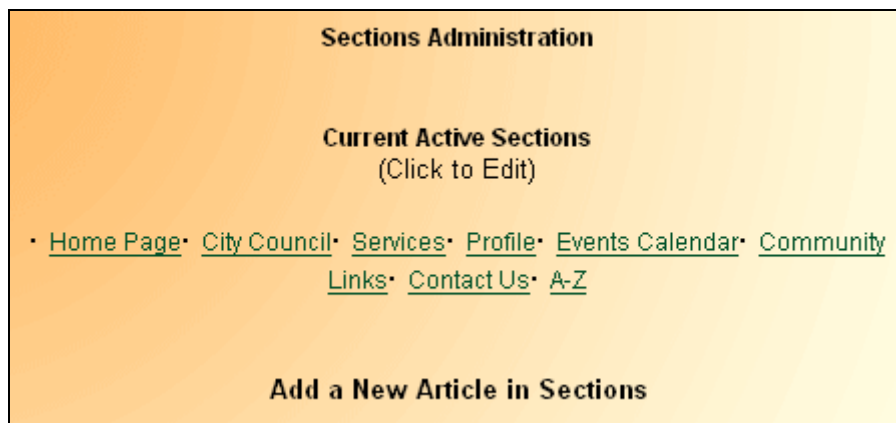 Sections Administration
Current Active Sections
(Click to Edit)
· Home Page· City Council· Services· Profile· Events Calendar· Community
Links· Contact Us· A-Z
Add a New Article in Sections